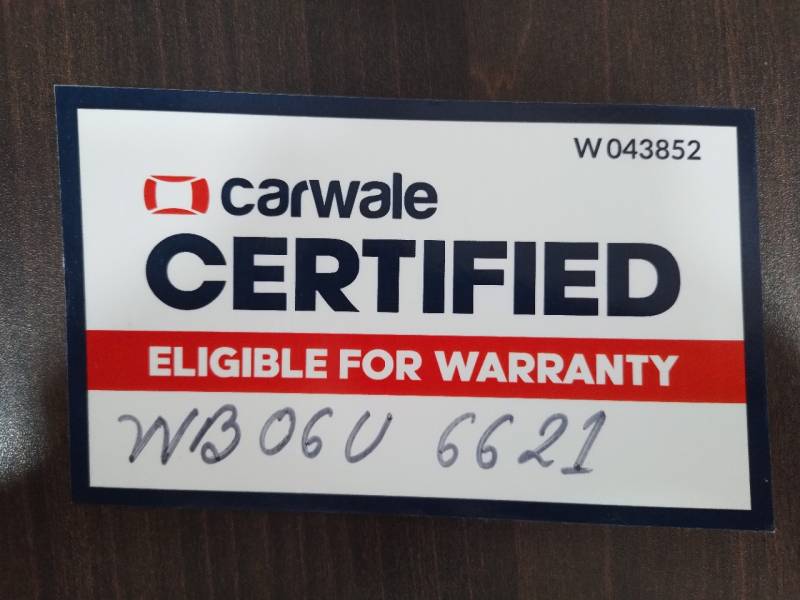 W043852
carwale
CERTIFIED
ELIGIBLE FOR WARRANTY
WB06U 6621